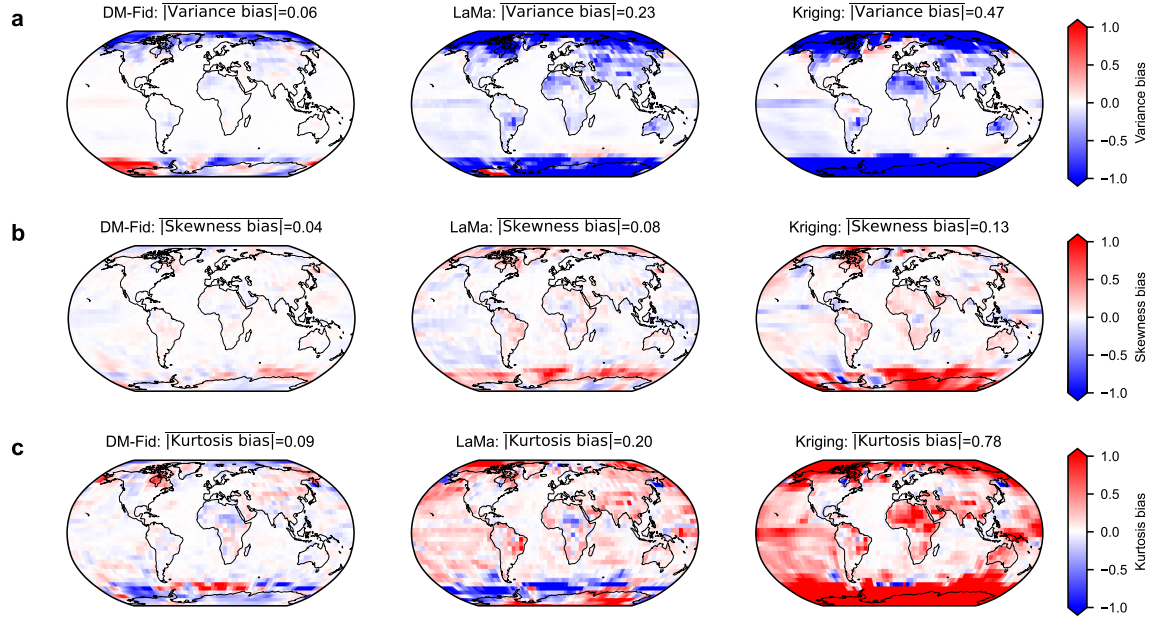 a
DM-Fid: |Variance bias|=0.06
LaMa: |Variance bias|=0.23
Kriging: |Variance bias|=0.47
1.0
0.5
0.0
−0.5
−1.0
Variance bias
b
DM-Fid: |Skewness bias|=0.04
LaMa: |Skewness bias|=0.08
Kriging: |Skewness bias|=0.13
1.0
0.5
0.0
−0.5
−1.0
Skewness bias
c
DM-Fid: |Kurtosis bias|=0.09
LaMa: |Kurtosis bias|=0.20
Kriging: |Kurtosis bias|=0.78
1.0
0.5
0.0
−0.5
−1.0
Kurtosis bias